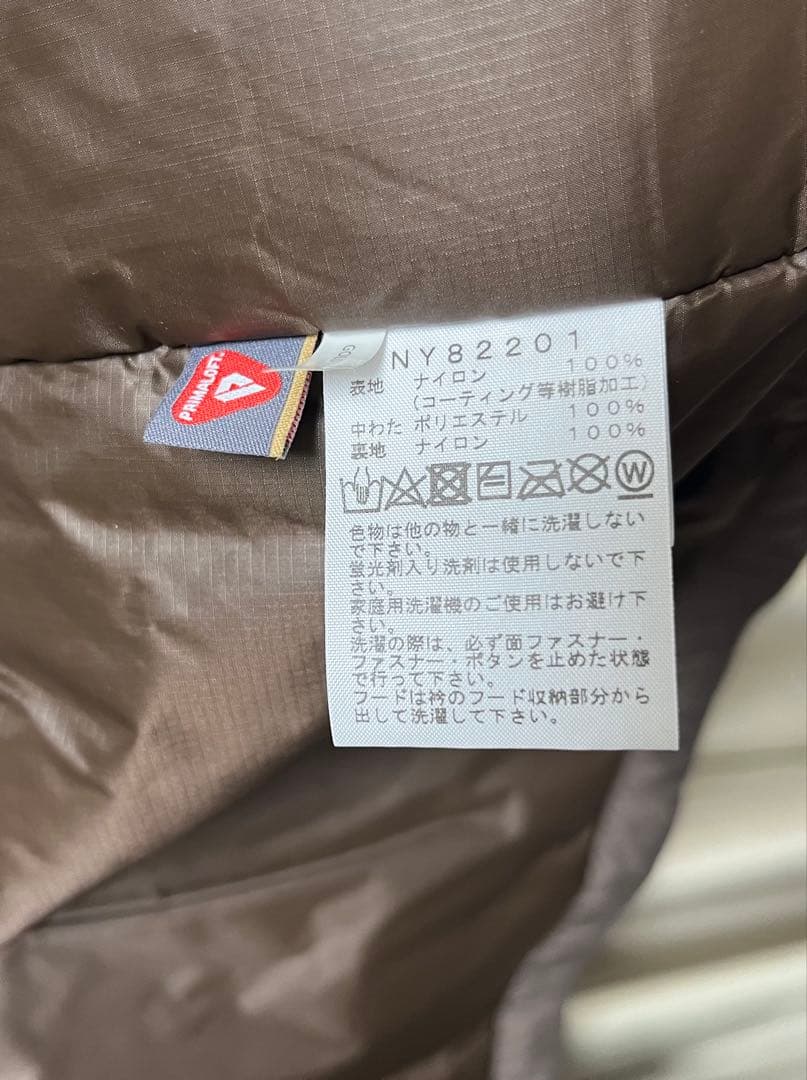 PRIMALOFT®
NY82201
表地 ナイロン 100%
(コーティング等樹脂加工)
中わた ポリエステル 100%
裏地 ナイロン 100%
W
色物は他の物と一緒に洗濯しない
で下さい。
蛍光剤入り洗剤は使用しないで下
さい。
家庭用洗濯機のご使用はお避け下
さい。
洗濯の際は、必ず面ファスナー・
ファスナー・ボタンを止めた状態
で行って下さい。
フードは衿のフード収納部分から
出して洗濯して下さい。